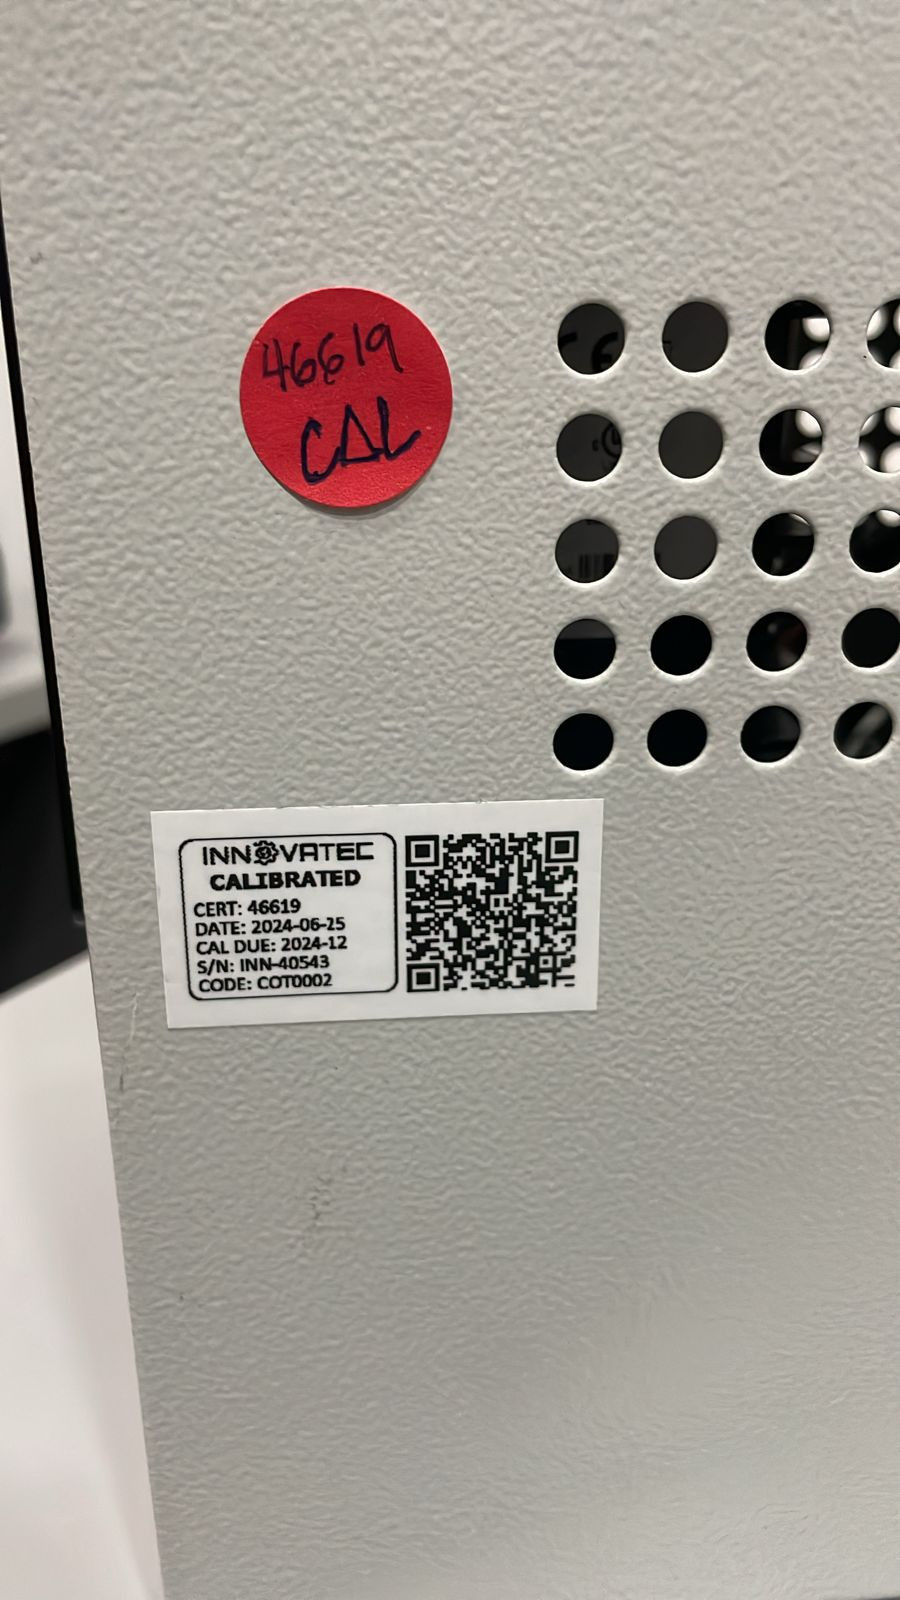 46619
CAL
INNOVATEC
CALIBRATED
CERT: 46619
DATE: 2024-06-25
CAL DUE: 2024-12
S/N: INN-40543
CODE: COT0002